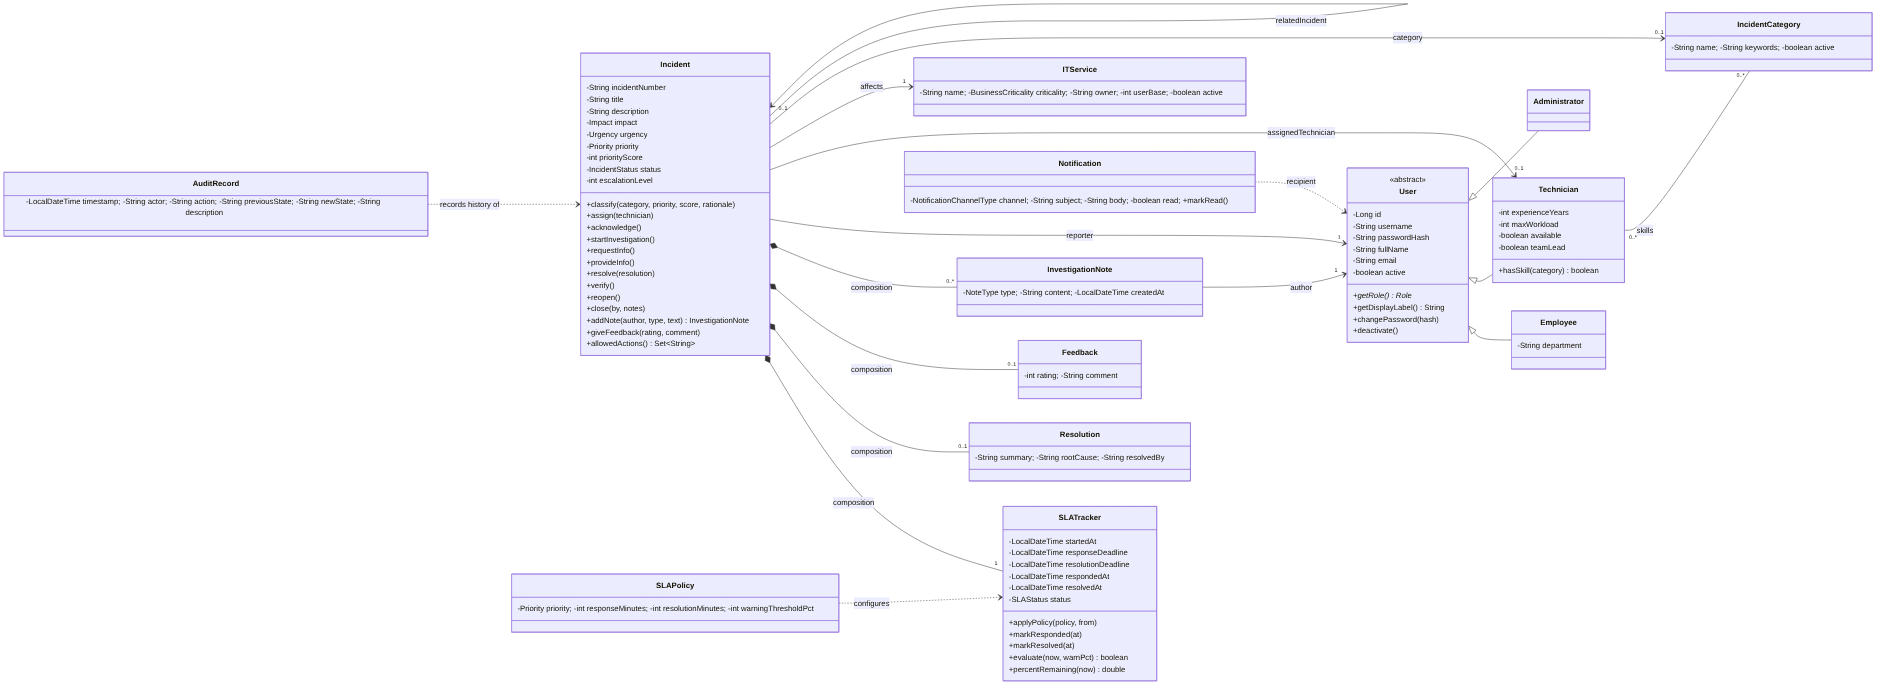 AuditRecord
-LocalDateTime timestamp; -String actor; -String action; -String previousState; -String newState; -String
description
records history of
Incident
-String incidentNumber
-String title
-String description
-Impact impact
-Urgency urgency
-Priority priority
-int priorityScore
-IncidentStatus status
-int escalationLevel
+classify(category, priority, score, rationale)
+assign(technician)
+acknowledge()
+startInvestigation()
+requestInfo()
+provideInfo()
+resolve(resolution)
+verify()
+reopen()
+close(by, notes)
+addNote(author, type, text) : InvestigationNote
+giveFeedback(rating, comment)
+allowedActions() : Set<String>
relatedIncident
0..1
category
0..1
IncidentCategory
-String name; -String keywords; -boolean active
0..*
affects
1
ITService
-String name; -BusinessCriticality criticality; -String owner; -int userBase; -boolean active
assignedTechnician
0..1
Administrator
Notification
-NotificationChannelType channel; -String subject; -String body; -boolean read; +markRead()
recipient
«abstract»
User
-Long id
-String username
-String passwordHash
-String fullName
-String email
-boolean active
+getRole() : Role
+getDisplayLabel() : String
+changePassword(hash)
+deactivate()
Technician
-int experienceYears
-int maxWorkload
-boolean available
-boolean teamLead
+hasSkill(category) : boolean
0..*
skills
reporter
1
composition
0..*
InvestigationNote
-NoteType type; -String content; -LocalDateTime createdAt
author
1
Employee
-String department
composition
0..1
Feedback
-int rating; -String comment
composition
0..1
Resolution
-String summary; -String rootCause; -String resolvedBy
composition
1
SLATracker
-LocalDateTime startedAt
-LocalDateTime responseDeadline
-LocalDateTime resolutionDeadline
-LocalDateTime respondedAt
-LocalDateTime resolvedAt
-SLAStatus status
+applyPolicy(policy, from)
+markResponded(at)
+markResolved(at)
+evaluate(now, warnPct) : boolean
+percentRemaining(now) : double
SLAPolicy
-Priority priority; -int responseMinutes; -int resolutionMinutes; -int warningThresholdPct
configures